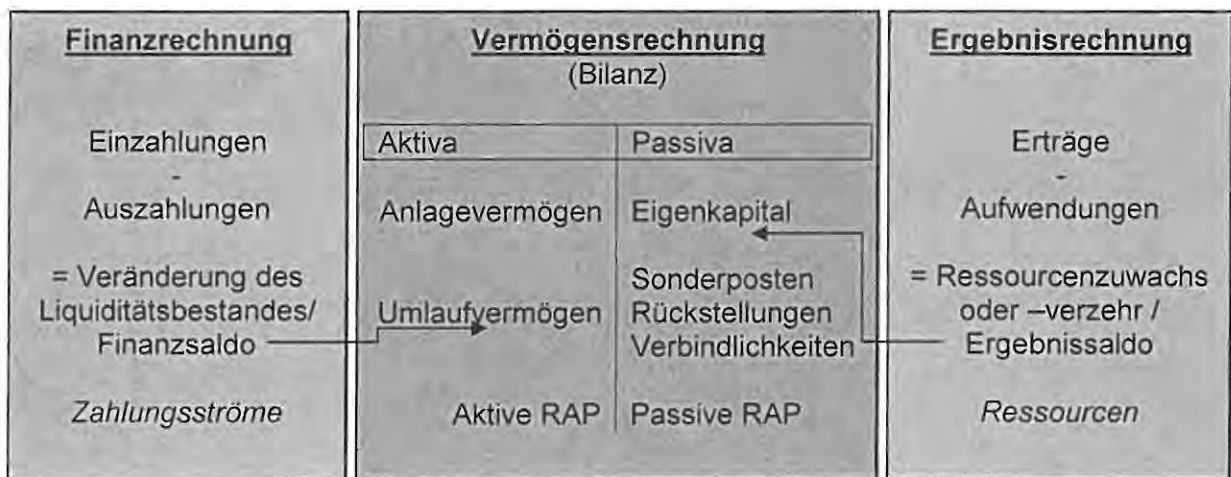 Finanzrechnung
Einzahlungen
-
Auszahlungen
= Veränderung des
Liquiditätsbestandes/
Finanzsaldo
Zahlungsströme
Vermögensrechnung
(Bilanz)
Aktiva Passiva
Anlagevermögen Eigenkapital
Sonderposten
Umlaufvermögen Rückstellungen
Verbindlichkeiten
Aktive RAP Passive RAP
Ergebnisrechnung
Erträge
-
Aufwendungen
= Ressourcenzuwachs
oder –verzehr /
Ergebnissaldo
Ressourcen